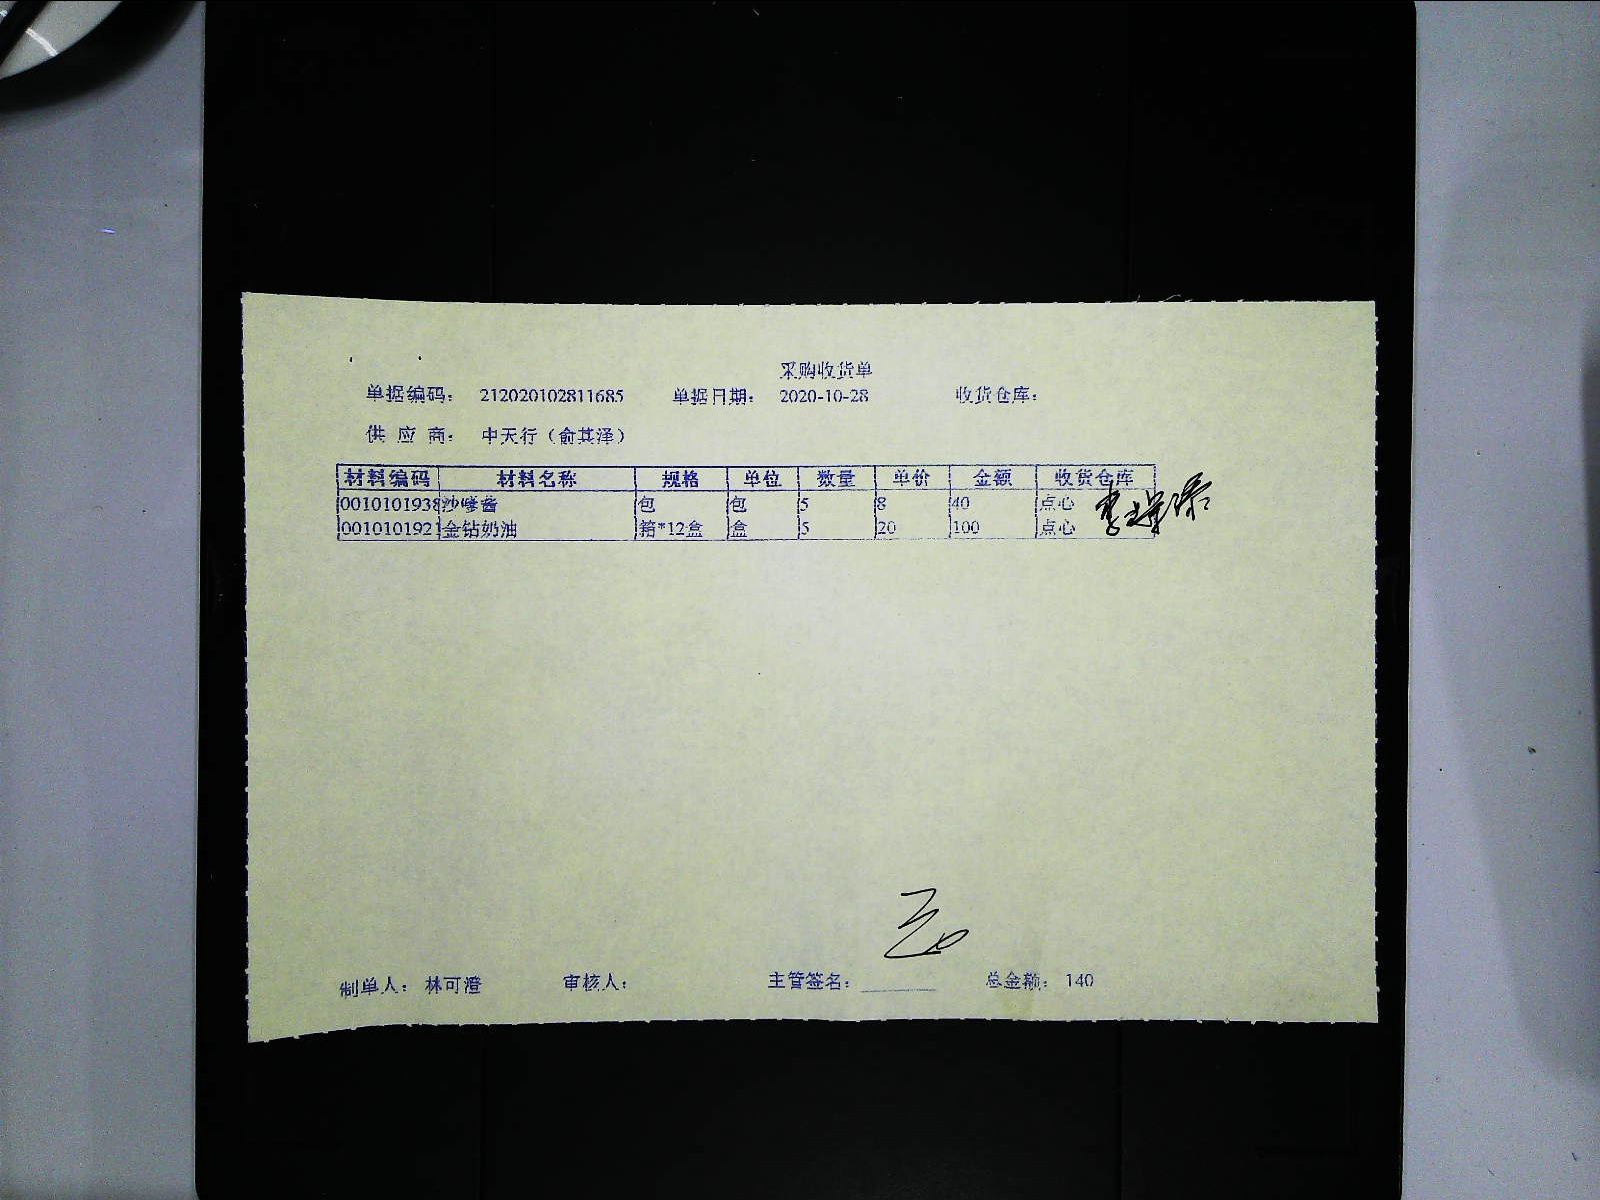 采购收货单
单据编码： 212020102811685 单据日期： 2020-10-28 收货仓库：
供 应 商： 中天行（俞其泽）
材料编码 材料名称 规格 单位 数量 单价 金额 收货仓库
0010101938 沙嗲酱 包 包 5 8 40 点心
0010101921 金钻奶油 箱*12盒 盒 5 20 100 点心
制单人： 林可澄 审核人： 主管签名： 总金额： 140